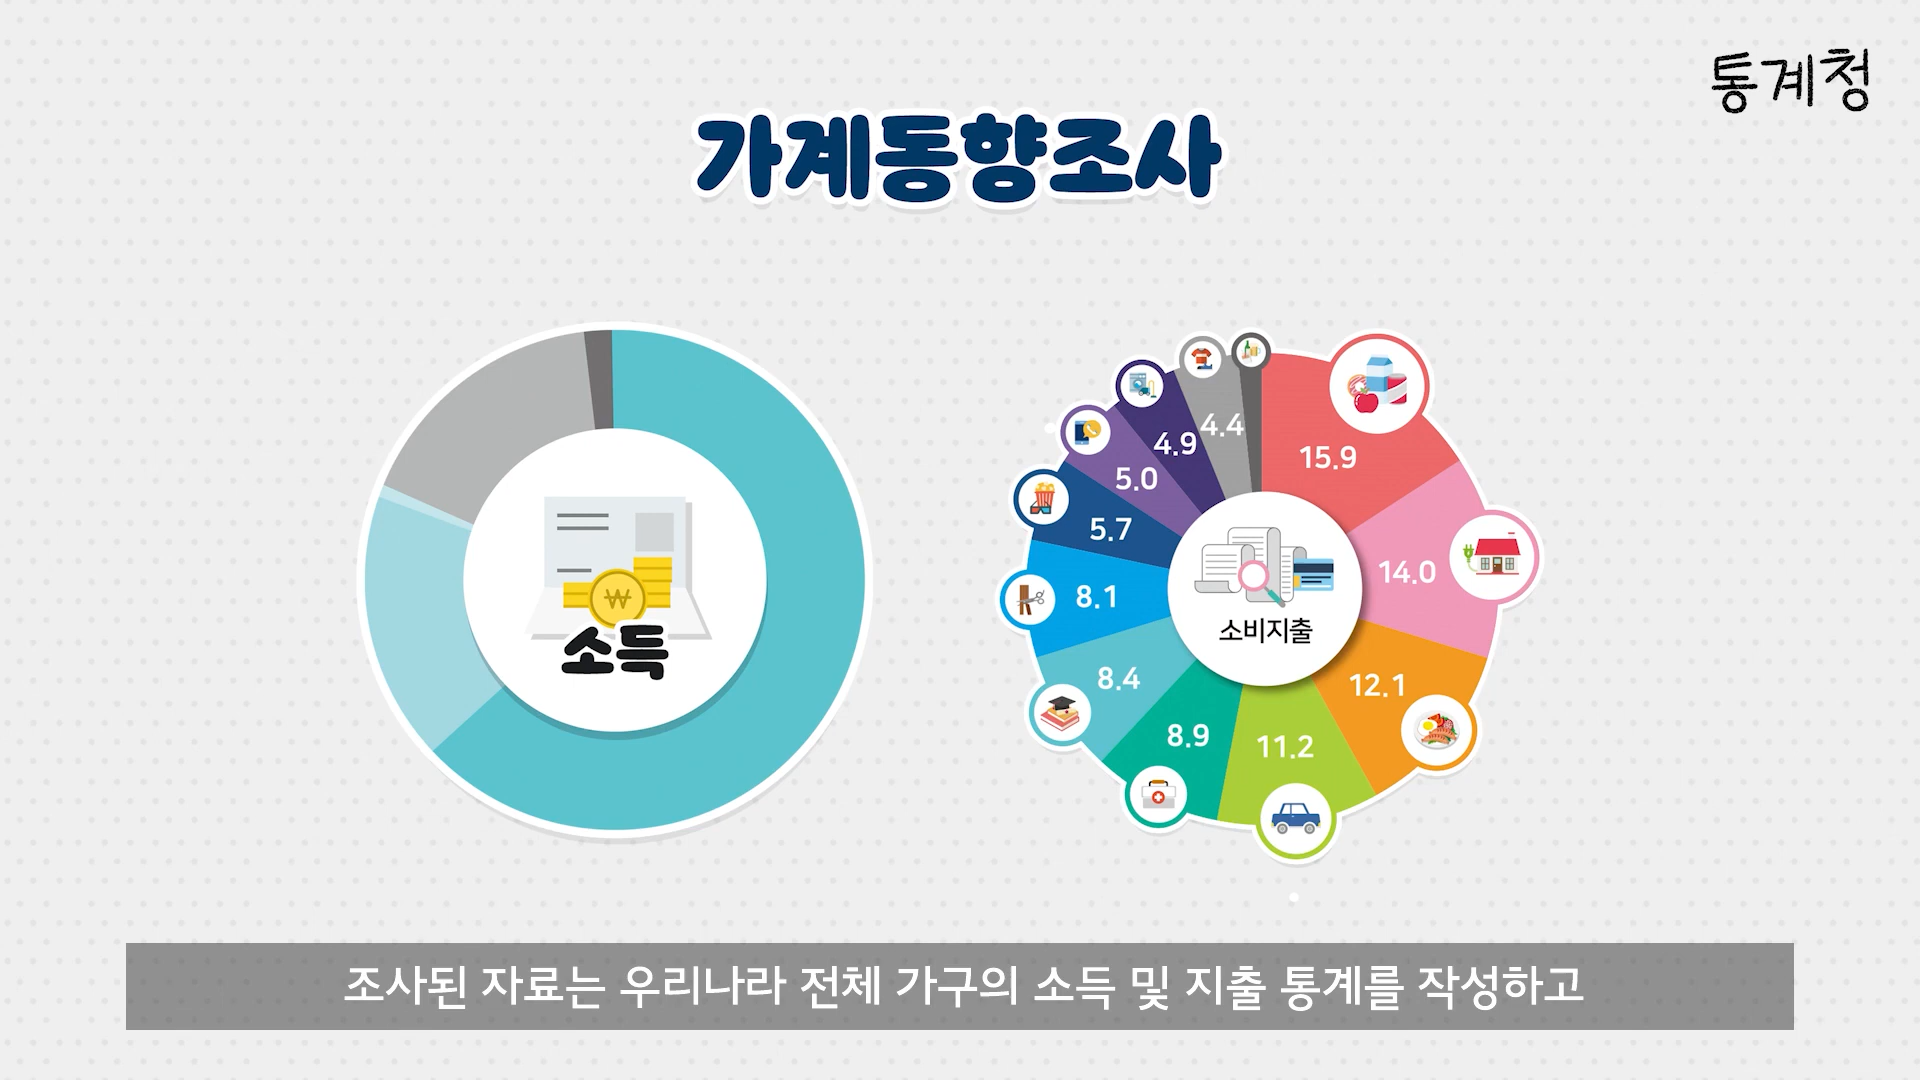 통계청
가계동향조사
₩
소득
4.4
4.9
15.9
5.0
5.7
14.0
8.1
소비지출
8.4
12.1
8.9
11.2
조사된 자료는 우리나라 전체 가구의 소득 및 지출 통계를 작성하고